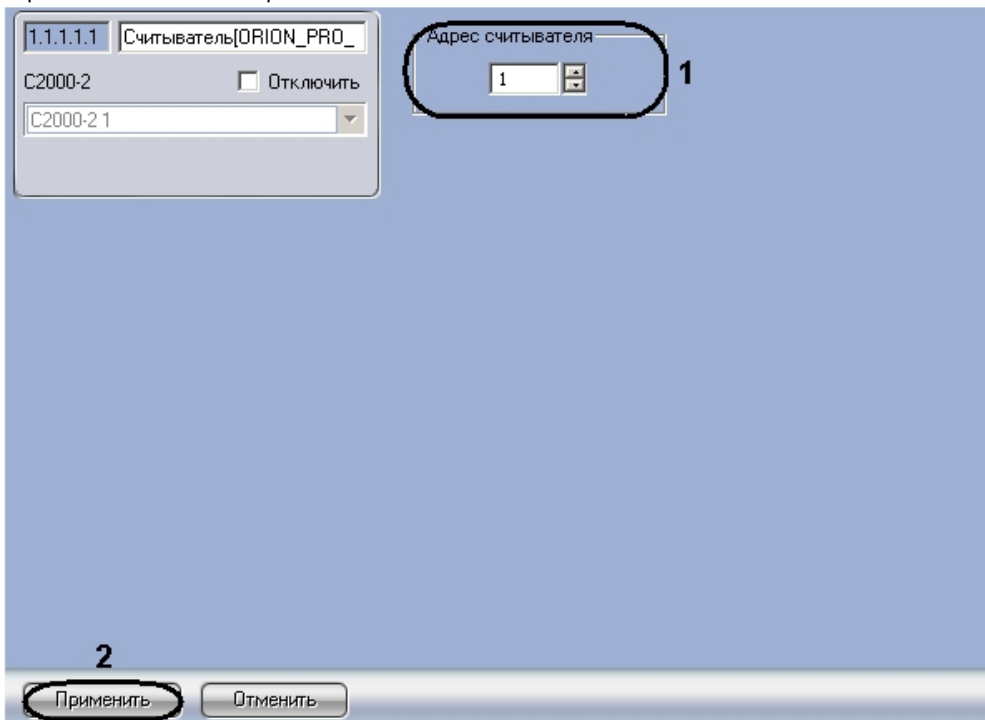 1.1.1.1.1 Считыватель[ORION_PRO_
Адрес считывателя
1
1
С2000-2 Отключить
С2000-2 1
2
Применить Отменить